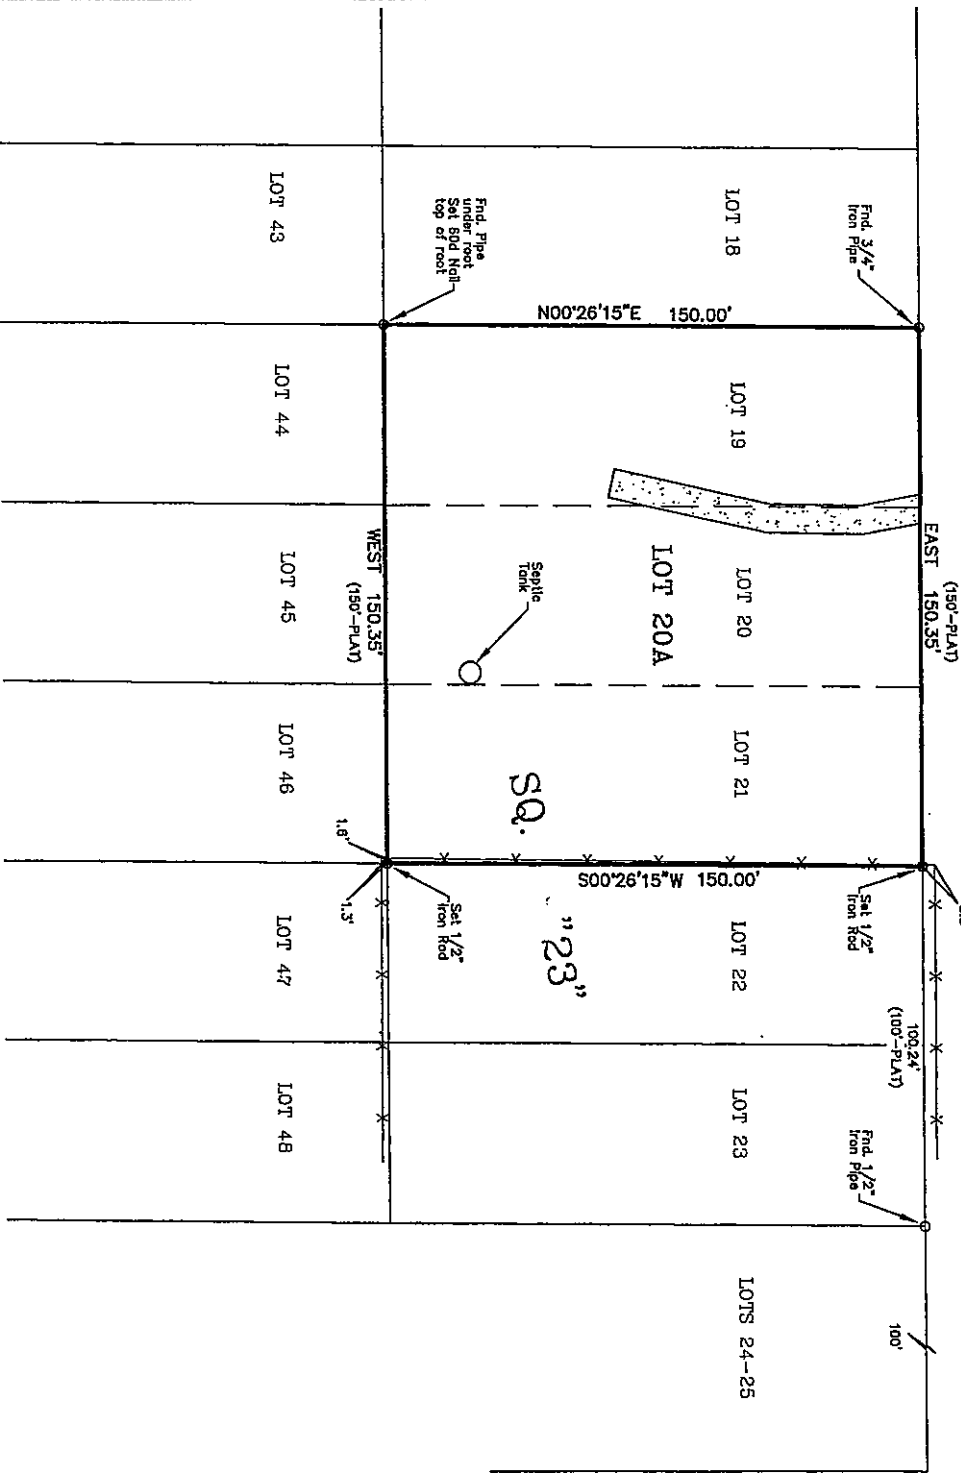 LOT 43
LOT 18
Fnd. 3/4"
Iron Pipe
Fnd. Pipe
under root
Set 60d Nail
top of root
N00°26'15"E 150.00'
LOT 44
LOT 19
EAST 150.35'
(150'-PLAT)
LOT 45
WEST 150.35'
(150'-PLAT)
Septic
Tank
LOT 20A
LOT 20
LOT 46
LOT 21
SQ.
"23"
1.6'
1.3'
S00°26'15"W 150.00'
Set 1/2"
Iron Rod
Set 1/2"
Iron Rod
LOT 47
LOT 22
100.24'
(100'-PLAT)
LOT 48
LOT 23
Fnd. 1/2"
Iron Pipe
LOTS 24-25
100'